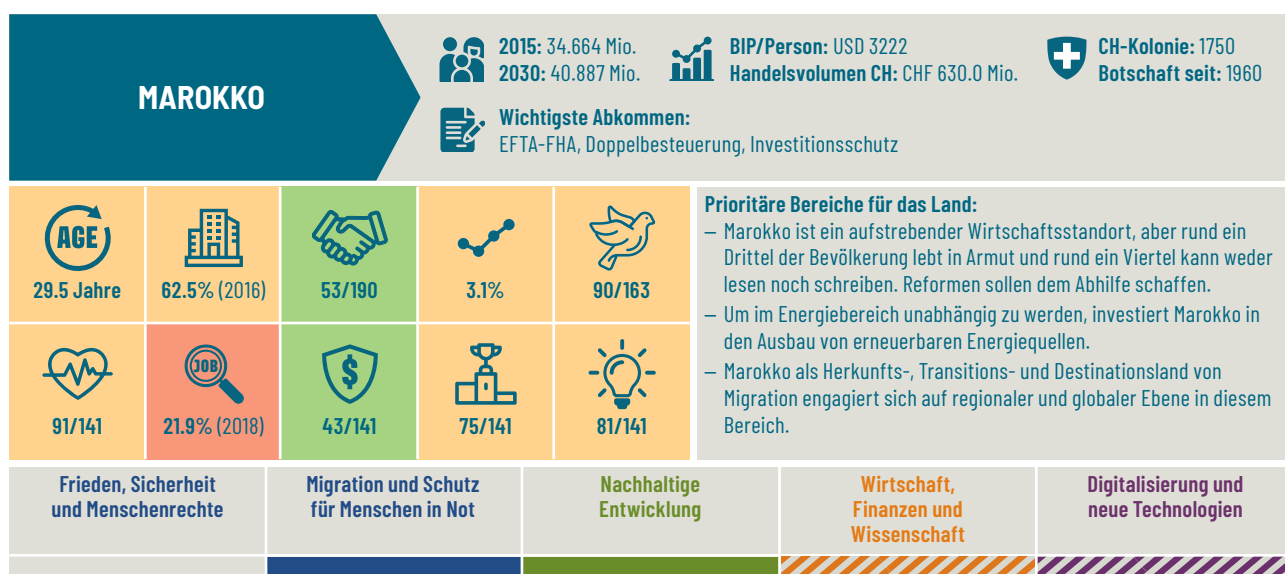 MAROKKO
2015: 34.664 Mio.
2030: 40.887 Mio.
BIP/Person: USD 3222
Handelsvolumen CH: CHF 630.0 Mio.
CH-Kolonie: 1750
Botschaft seit: 1960
Wichtigste Abkommen:
EFTA-FHA, Doppelbesteuerung, Investitionsschutz
AGE
29.5 Jahre
62.5% (2016)
53/190
3.1%
90/163
91/141
JOB
21.9% (2018)
$
43/141
75/141
81/141
Prioritäre Bereiche für das Land:
– Marokko ist ein aufstrebender Wirtschaftsstandort, aber rund ein
Drittel der Bevölkerung lebt in Armut und rund ein Viertel kann weder
lesen noch schreiben. Reformen sollen dem Abhilfe schaffen.
– Um im Energiebereich unabhängig zu werden, investiert Marokko in
den Ausbau von erneuerbaren Energiequellen.
– Marokko als Herkunfts-, Transitions- und Destinationsland von
Migration engagiert sich auf regionaler und globaler Ebene in diesem
Bereich.
Frieden, Sicherheit
und Menschenrechte
Migration und Schutz
für Menschen in Not
Nachhaltige
Entwicklung
Wirtschaft,
Finanzen und
Wissenschaft
Digitalisierung und
neue Technologien